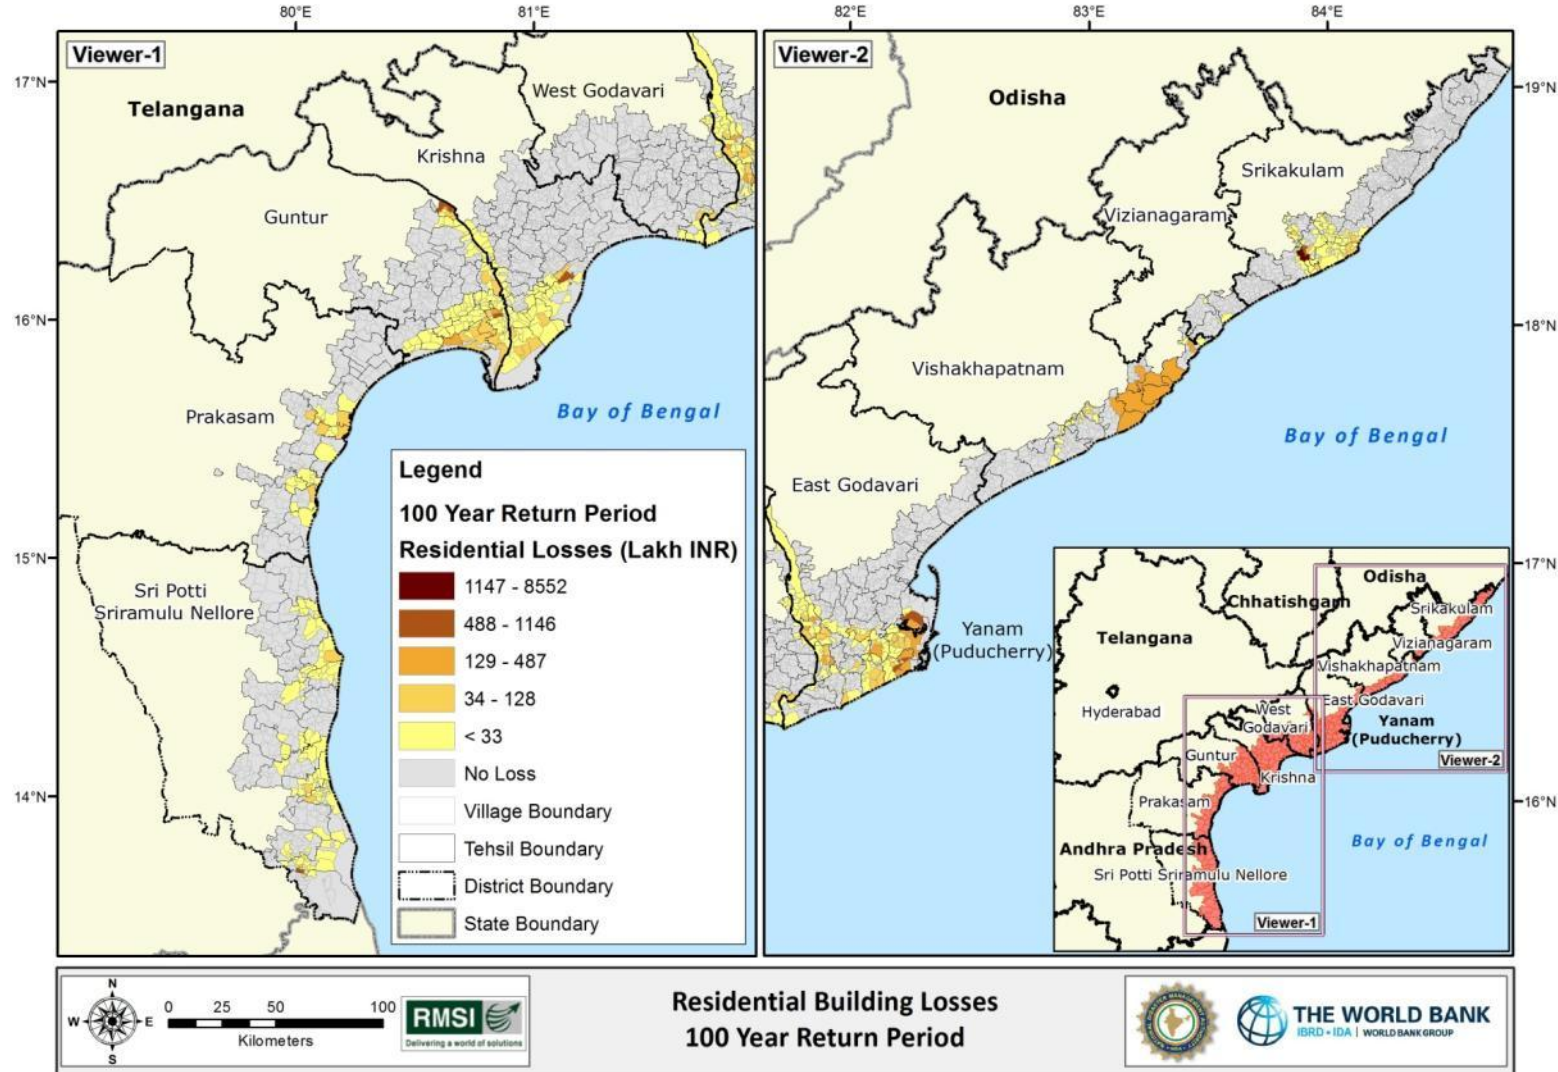 80°E
81°E
82°E
83°E
84°E
Viewer-1
17°N
16°N
15°N
14°N
Telangana
West Godavari
Krishna
Guntur
Prakasam
Bay of Bengal
Sri Potti
Sriramulu Nellore
Legend
100 Year Return Period
Residential Losses (Lakh INR)
1147 - 8552
488 - 1146
129 - 487
34 - 128
< 33
No Loss
Village Boundary
Tehsil Boundary
District Boundary
State Boundary
Viewer-2
19°N
18°N
17°N
16°N
Odisha
Srikakulam
Vizianagaram
Vishakhapatnam
Bay of Bengal
East Godavari
Yanam
(Puducherry)
Odisha
Chhatishgarh
Srikakulam
Telangana
Vizianagaram
Vishakhapatnam
Hyderabad
West
Godavari
East Godavari
Yanam
(Puducherry)
Guntur
Viewer-2
Krishna
Prakasam
Bay of Bengal
Andhra Pradesh
Sri Potti Sriramulu Nellore
Viewer-1
N
W
E
S
0 25 50 100
Kilometers
RMSI
Delivering a world of solutions
Residential Building Losses
100 Year Return Period
THE WORLD BANK
IBRD • IDA | WORLD BANK GROUP